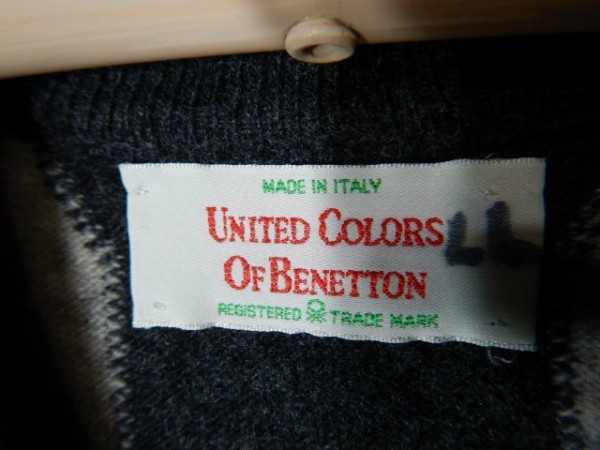 MADE IN ITALY
UNITED COLORS
OF BENETTON
LL
REGISTERED TRADE MARK